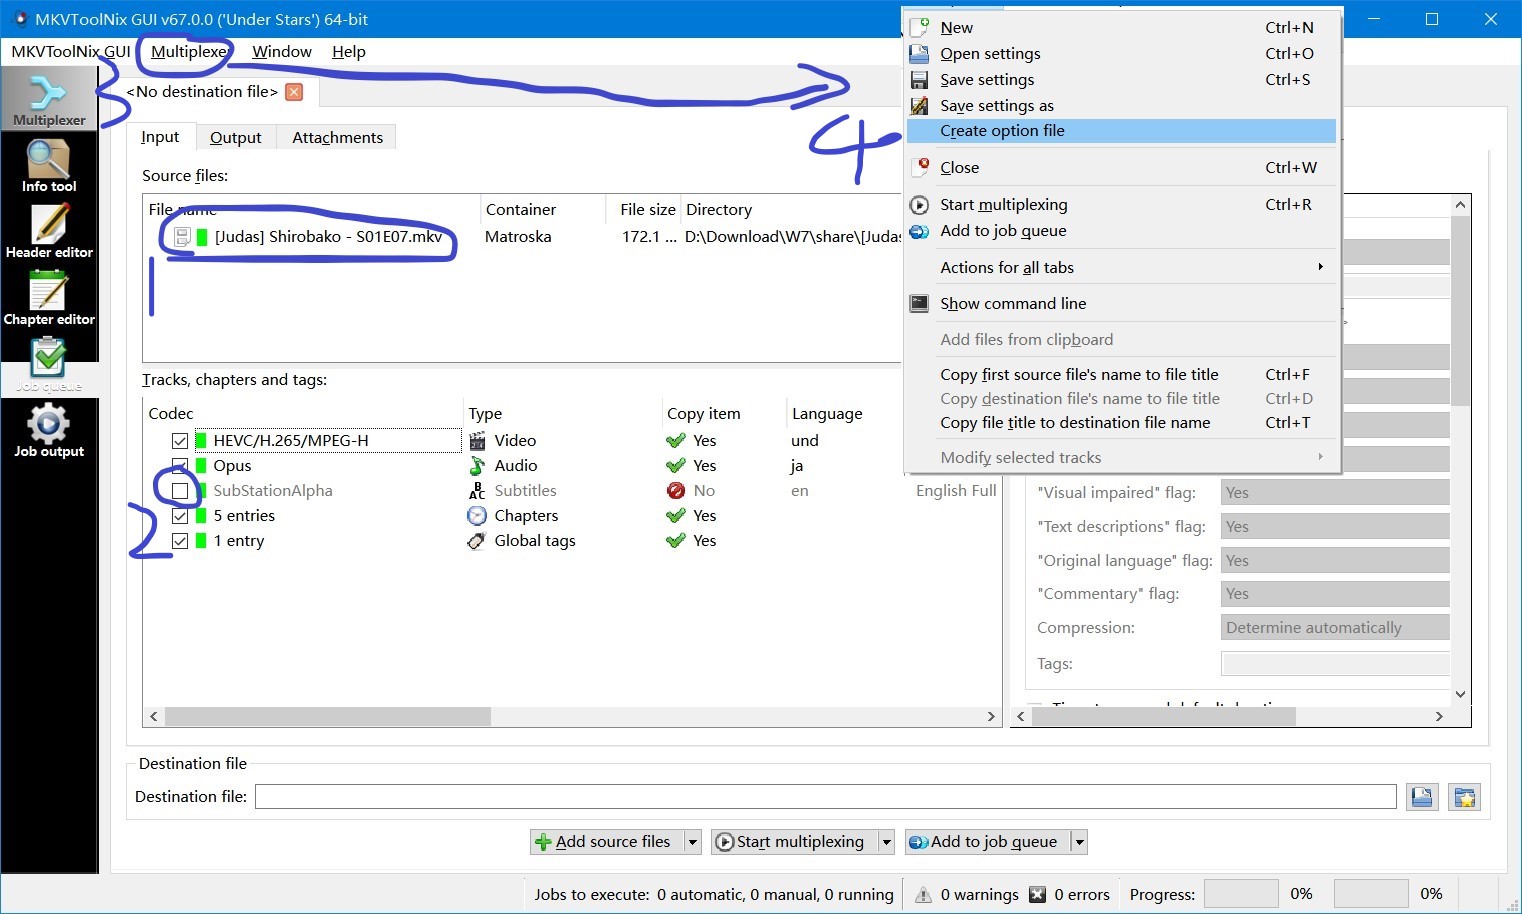 MKVToolNix GUI v67.0.0 ('Under Stars') 64-bit
MKVToolNix GUI Multiplexer Window Help
<No destination file>
Multiplexer
Info tool
Header editor
Chapter editor
Job queue
Job output
Input Output Attachments
Source files:
File name Container File size Directory
[Judas] Shirobako - S01E07.mkv Matroska 172.1 ... D:\Download\W7\share\[Judas
1
Tracks, chapters and tags:
Codec Type Copy item Language
HEVC/H.265/MPEG-H Video Yes und
Opus Audio Yes ja
SubStationAlpha Subtitles No en English Full
5 entries Chapters Yes
1 entry Global tags Yes
2
3
4
New Ctrl+N
Open settings Ctrl+O
Save settings Ctrl+S
Save settings as
Create option file
Close Ctrl+W
Start multiplexing Ctrl+R
Add to job queue
Actions for all tabs
Show command line
Add files from clipboard
Copy first source file's name to file title Ctrl+F
Copy destination file's name to file title Ctrl+D
Copy file title to destination file name Ctrl+T
Modify selected tracks
"Visual impaired" flag: Yes
"Text descriptions" flag: Yes
"Original language" flag: Yes
"Commentary" flag: Yes
Compression: Determine automatically
Tags:
Destination file
Destination file:
Add source files Start multiplexing Add to job queue
Jobs to execute: 0 automatic, 0 manual, 0 running 0 warnings 0 errors Progress: 0% 0%